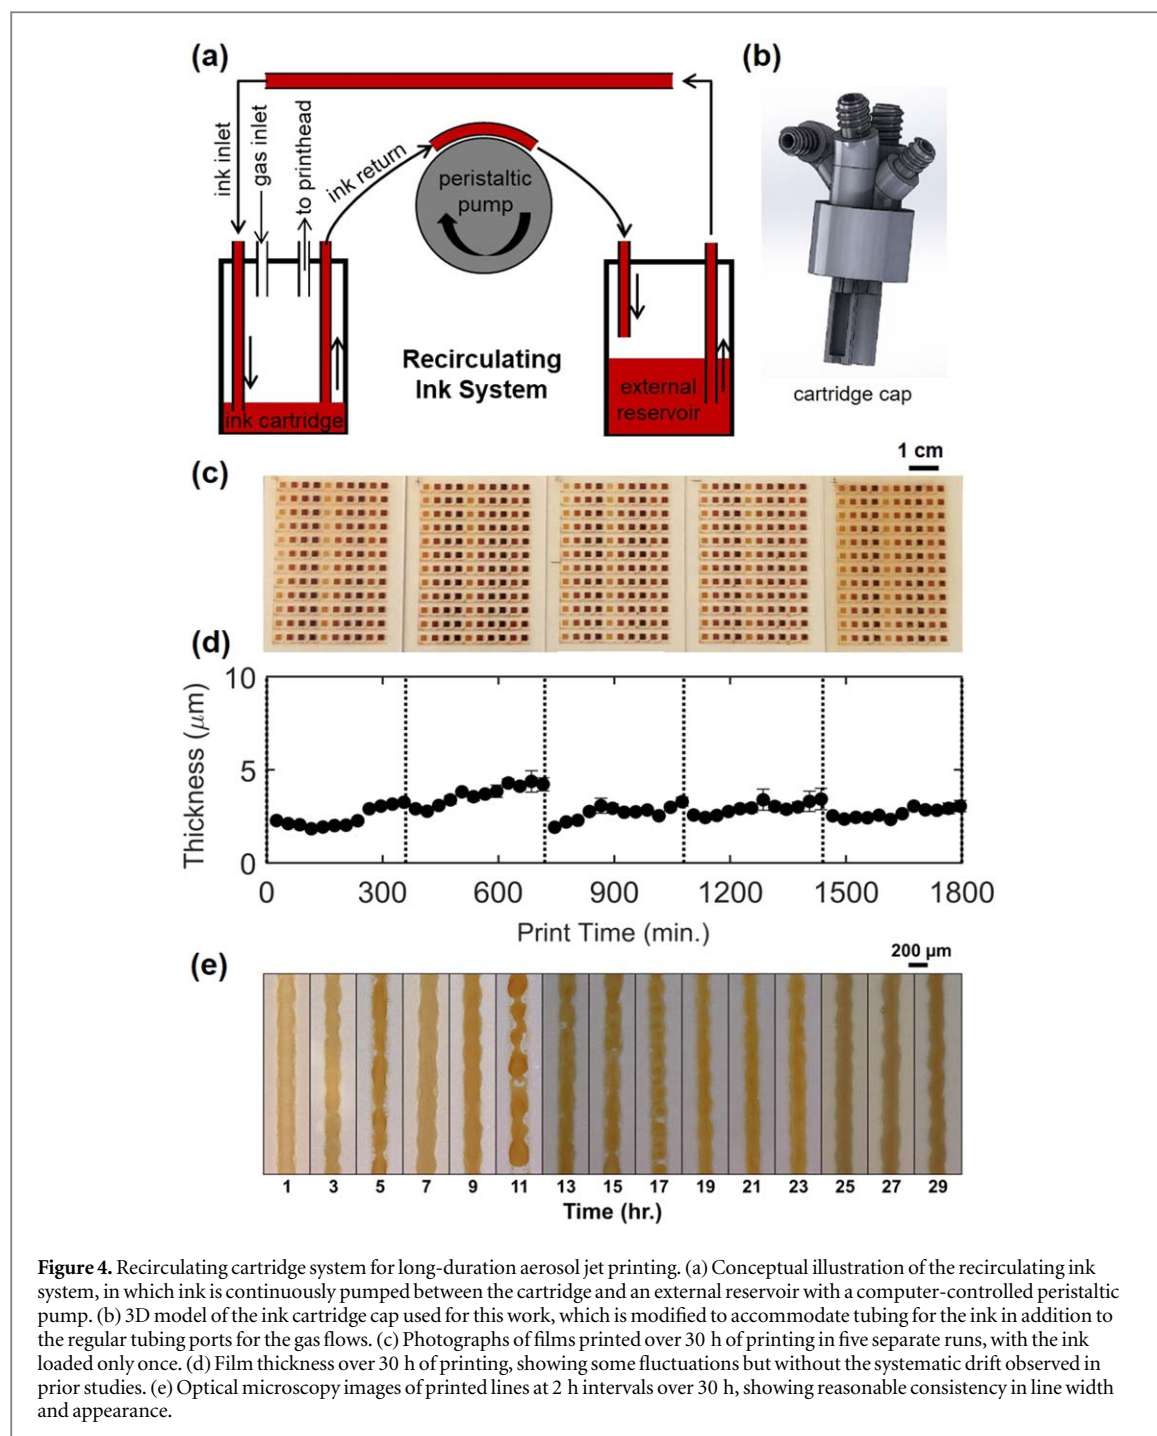 (a)
(b)
ink inlet
gas inlet
to printhead
ink return
peristaltic
pump
Recirculating
Ink System
ink cartridge
external
reservoir
cartridge cap
1 cm
(c)
(d)
Thickness (μm)
10
5
0
0 300 600 900 1200 1500 1800
Print Time (min.)
(e)
200 μm
1 3 5 7 9 11 13 15 17 19 21 23 25 27 29
Time (hr.)
Figure 4. Recirculating cartridge system for long-duration aerosol jet printing. (a) Conceptual illustration of the recirculating ink
system, in which ink is continuously pumped between the cartridge and an external reservoir with a computer-controlled peristaltic
pump. (b) 3D model of the ink cartridge cap used for this work, which is modified to accommodate tubing for the ink in addition to
the regular tubing ports for the gas flows. (c) Photographs of films printed over 30 h of printing in five separate runs, with the ink
loaded only once. (d) Film thickness over 30 h of printing, showing some fluctuations but without the systematic drift observed in
prior studies. (e) Optical microscopy images of printed lines at 2 h intervals over 30 h, showing reasonable consistency in line width
and appearance.